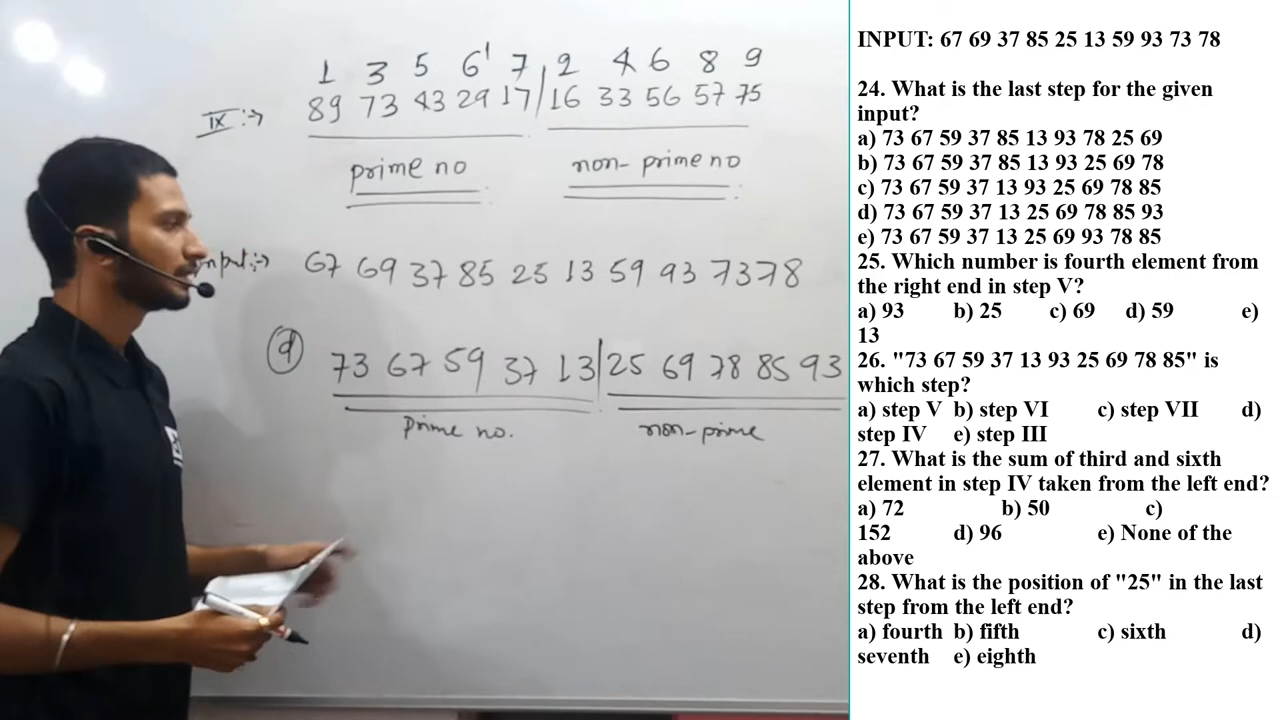 1 3 5 6' 7 2 4 6 8 9
IX :→ 89 73 43 29 17 16 33 56 57 75
prime no non-prime no
input :→ 67 69 37 85 25 13 59 93 73 78
d 73 67 59 37 13 25 69 78 85 93
Prime no. non-prime
INPUT: 67 69 37 85 25 13 59 93 73 78
24. What is the last step for the given
input?
a) 73 67 59 37 85 13 93 78 25 69
b) 73 67 59 37 85 13 93 25 69 78
c) 73 67 59 37 13 93 25 69 78 85
d) 73 67 59 37 13 25 69 78 85 93
e) 73 67 59 37 13 25 69 93 78 85
25. Which number is fourth element from
the right end in step V?
a) 93 b) 25 c) 69 d) 59 e)
13
26. "73 67 59 37 13 93 25 69 78 85" is
which step?
a) step V b) step VI c) step VII d)
step IV e) step III
27. What is the sum of third and sixth
element in step IV taken from the left end?
a) 72 b) 50 c)
152 d) 96 e) None of the
above
28. What is the position of "25" in the last
step from the left end?
a) fourth b) fifth c) sixth d)
seventh e) eighth